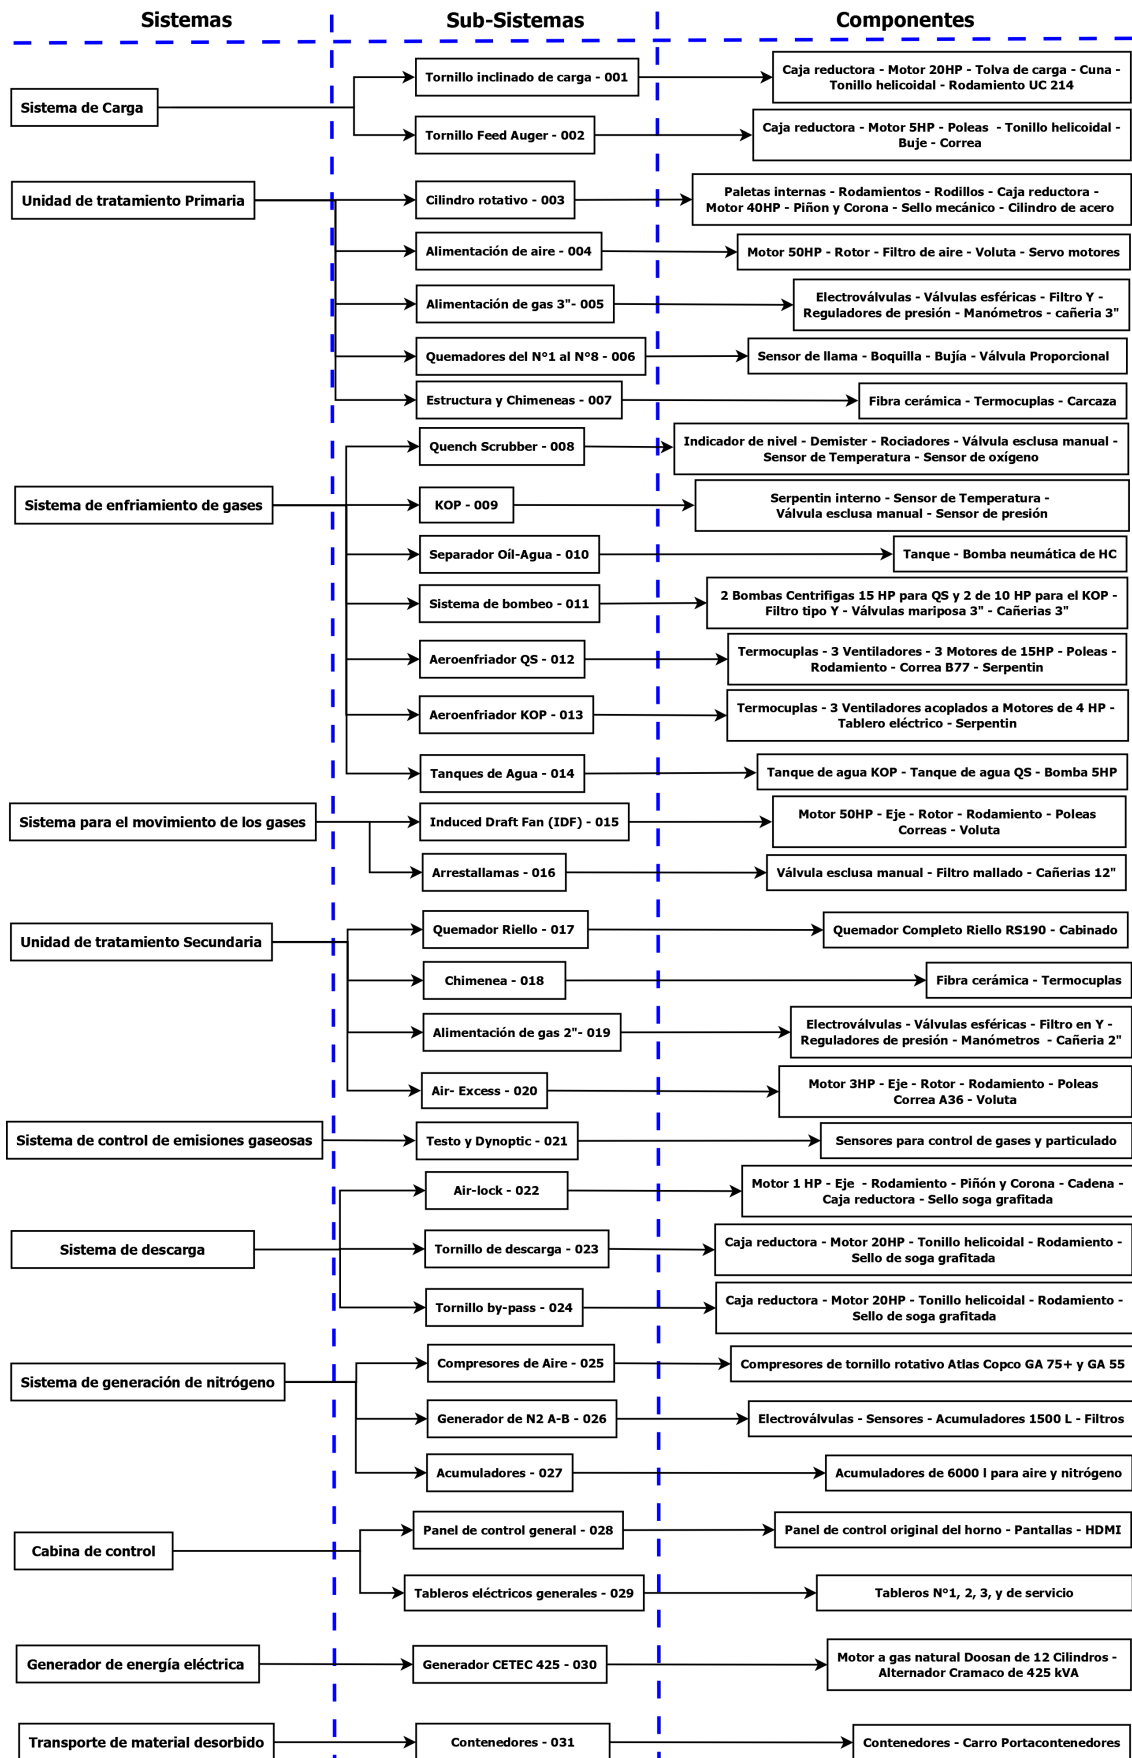 Sistemas
Sub-Sistemas
Componentes
Sistema de Carga
Tornillo inclinado de carga - 001
Caja reductora - Motor 20HP - Tolva de carga - Cuna -
Tonillo helicoidal - Rodamiento UC 214
Tornillo Feed Auger - 002
Caja reductora - Motor 5HP - Poleas - Tonillo helicoidal -
Buje - Correa
Unidad de tratamiento Primaria
Cilindro rotativo - 003
Paletas internas - Rodamientos - Rodillos - Caja reductora -
Motor 40HP - Piñon y Corona - Sello mecánico - Cilindro de acero
Alimentación de aire - 004
Motor 50HP - Rotor - Filtro de aire - Voluta - Servo motores
Alimentación de gas 3"- 005
Electroválvulas - Válvulas esféricas - Filtro Y -
Reguladores de presión - Manómetros - cañeria 3"
Quemadores del N°1 al N°8 - 006
Sensor de llama - Boquilla - Bujía - Válvula Proporcional
Estructura y Chimeneas - 007
Fibra cerámica - Termocuplas - Carcaza
Sistema de enfriamiento de gases
Quench Scrubber - 008
Indicador de nivel - Demister - Rociadores - Válvula esclusa manual -
Sensor de Temperatura - Sensor de oxígeno
KOP - 009
Serpentin interno - Sensor de Temperatura -
Válvula esclusa manual - Sensor de presión
Separador Oíl-Agua - 010
Tanque - Bomba neumática de HC
Sistema de bombeo - 011
2 Bombas Centrifigas 15 HP para QS y 2 de 10 HP para el KOP -
Filtro tipo Y - Válvulas mariposa 3" - Cañerias 3"
Aeroenfriador QS - 012
Termocuplas - 3 Ventiladores - 3 Motores de 15HP - Poleas -
Rodamiento - Correa B77 - Serpentin
Aeroenfriador KOP - 013
Termocuplas - 3 Ventiladores acoplados a Motores de 4 HP -
Tablero eléctrico - Serpentin
Tanques de Agua - 014
Tanque de agua KOP - Tanque de agua QS - Bomba 5HP
Sistema para el movimiento de los gases
Induced Draft Fan (IDF) - 015
Motor 50HP - Eje - Rotor - Rodamiento - Poleas
Correas - Voluta
Arrestallamas - 016
Válvula esclusa manual - Filtro mallado - Cañerias 12"
Unidad de tratamiento Secundaria
Quemador Riello - 017
Quemador Completo Riello RS190 - Cabinado
Chimenea - 018
Fibra cerámica - Termocuplas
Alimentación de gas 2"- 019
Electroválvulas - Válvulas esféricas - Filtro en Y -
Reguladores de presión - Manómetros - Cañeria 2"
Air- Excess - 020
Motor 3HP - Eje - Rotor - Rodamiento - Poleas
Correa A36 - Voluta
Sistema de control de emisiones gaseosas
Testo y Dynoptic - 021
Sensores para control de gases y particulado
Sistema de descarga
Air-lock - 022
Motor 1 HP - Eje - Rodamiento - Piñón y Corona - Cadena -
Caja reductora - Sello soga grafitada
Tornillo de descarga - 023
Caja reductora - Motor 20HP - Tonillo helicoidal - Rodamiento -
Sello de soga grafitada
Tornillo by-pass - 024
Caja reductora - Motor 20HP - Tonillo helicoidal - Rodamiento -
Sello de soga grafitada
Sistema de generación de nitrógeno
Compresores de Aire - 025
Compresores de tornillo rotativo Atlas Copco GA 75+ y GA 55
Generador de N2 A-B - 026
Electroválvulas - Sensores - Acumuladores 1500 L - Filtros
Acumuladores - 027
Acumuladores de 6000 l para aire y nitrógeno
Cabina de control
Panel de control general - 028
Panel de control original del horno - Pantallas - HDMI
Tableros eléctricos generales - 029
Tableros N°1, 2, 3, y de servicio
Generador de energía eléctrica
Generador CETEC 425 - 030
Motor a gas natural Doosan de 12 Cilindros -
Alternador Cramaco de 425 kVA
Transporte de material desorbido
Contenedores - 031
Contenedores - Carro Portacontenedores